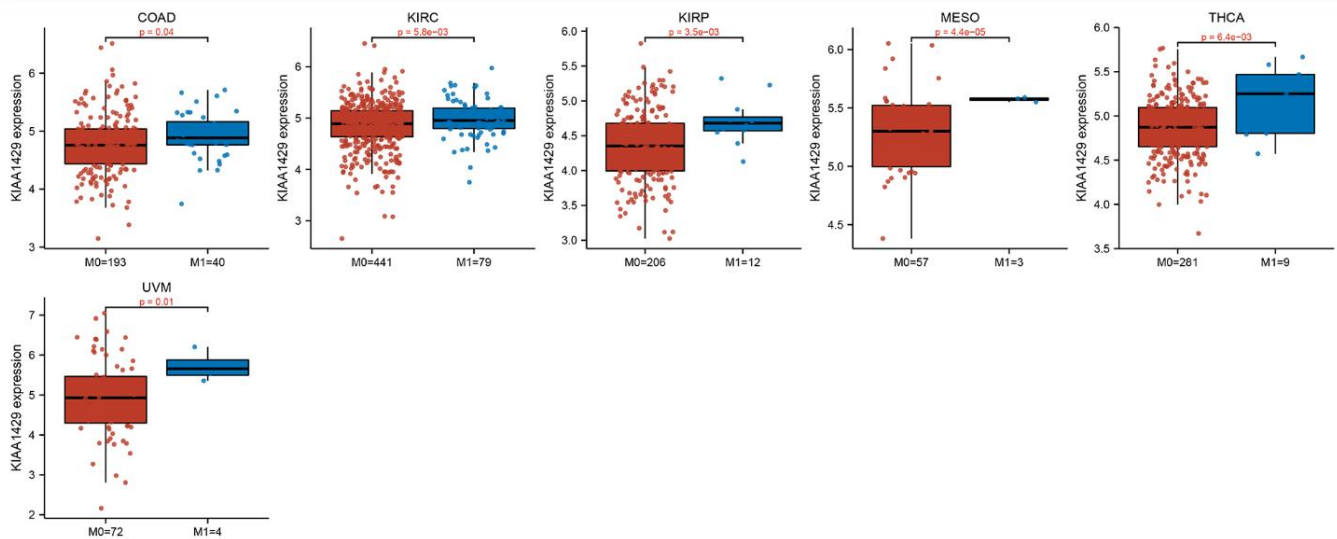 COAD
p = 0.04
KIAA1429 expression
6
5
4
3
M0=193
M1=40
KIRC
p = 5.8e−03
KIAA1429 expression
6
5
4
3
M0=441
M1=79
KIRP
p = 3.5e−03
KIAA1429 expression
6.0
5.5
5.0
4.5
4.0
3.5
3.0
M0=206
M1=12
MESO
p = 4.4e−05
KIAA1429 expression
6.0
5.5
5.0
4.5
M0=57
M1=3
THCA
p = 6.4e−03
KIAA1429 expression
6.0
5.5
5.0
4.5
4.0
3.5
M0=281
M1=9
UVM
p = 0.01
KIAA1429 expression
7
6
5
4
3
2
M0=72
M1=4